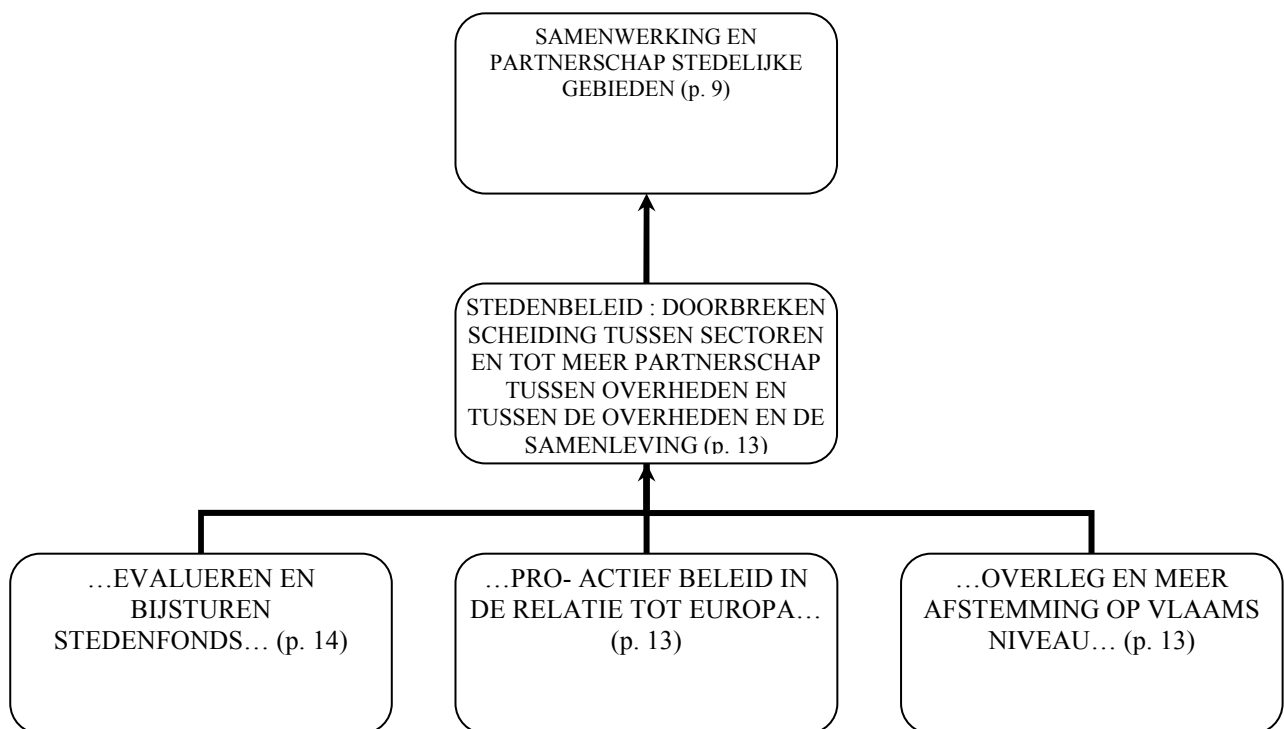 SAMENWERKING EN
PARTNERSCHAP STEDELIJKE
GEBIEDEN (p. 9)
STEDENBELEID : DOORBREKEN
SCHEIDING TUSSEN SECTOREN
EN TOT MEER PARTNERSCHAP
TUSSEN OVERHEDEN EN
TUSSEN DE OVERHEDEN EN DE
SAMENLEVING (p. 13)
…EVALUEREN EN
BIJSTUREN
STEDENFONDS… (p. 14)
…PRO- ACTIEF BELEID IN
DE RELATIE TOT EUROPA…
(p. 13)
…OVERLEG EN MEER
AFSTEMMING OP VLAAMS
NIVEAU… (p. 13)